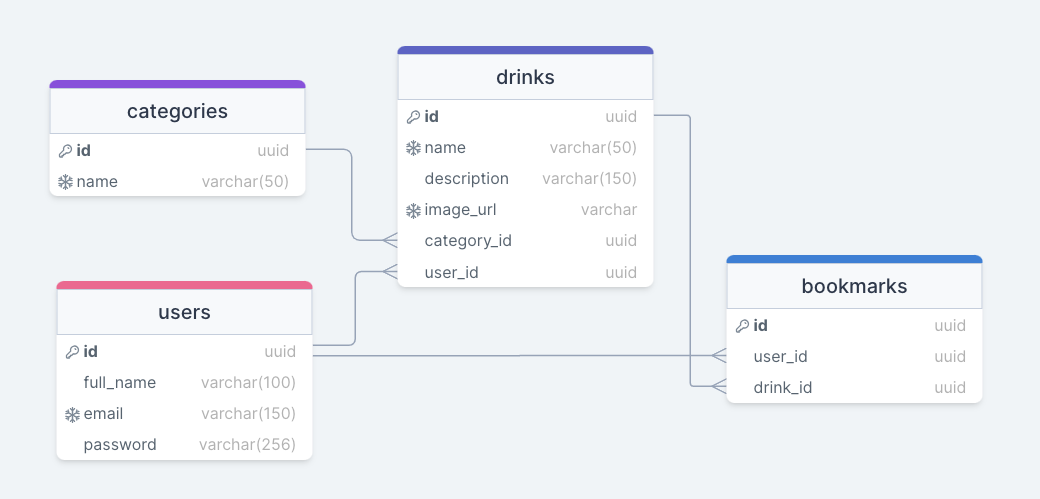 categories
id uuid
name varchar(50)
drinks
id uuid
name varchar(50)
description varchar(150)
image_url varchar
category_id uuid
user_id uuid
users
id uuid
full_name varchar(100)
email varchar(150)
password varchar(256)
bookmarks
id uuid
user_id uuid
drink_id uuid